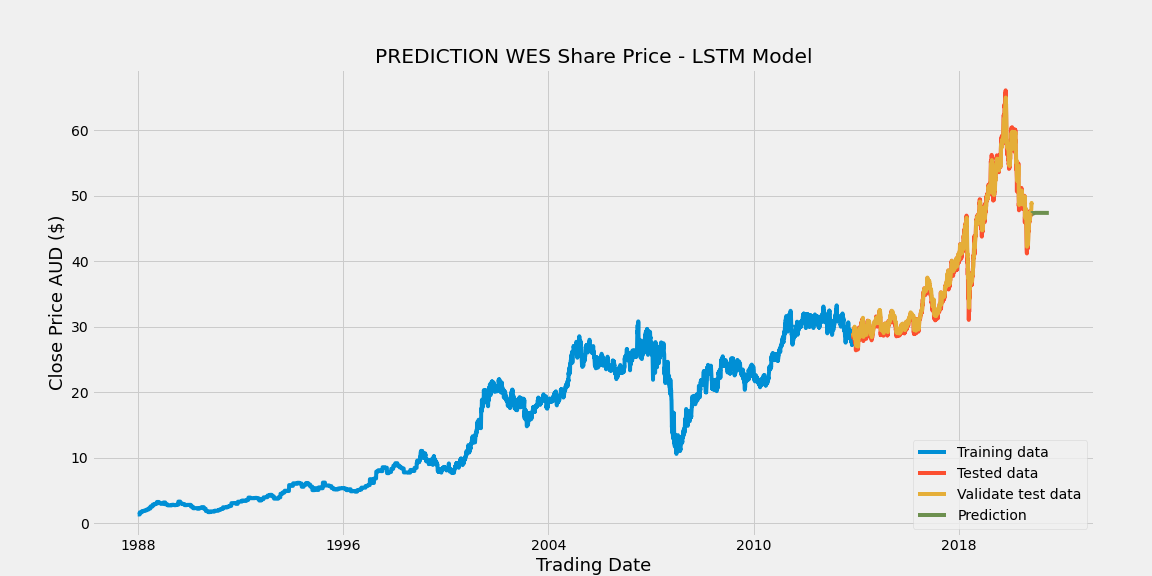 PREDICTION WES Share Price - LSTM Model
60
50
40
30
20
10
0
Close Price AUD ($)
1988
1996
2004
2010
2018
Trading Date
Training data
Tested data
Validate test data
Prediction